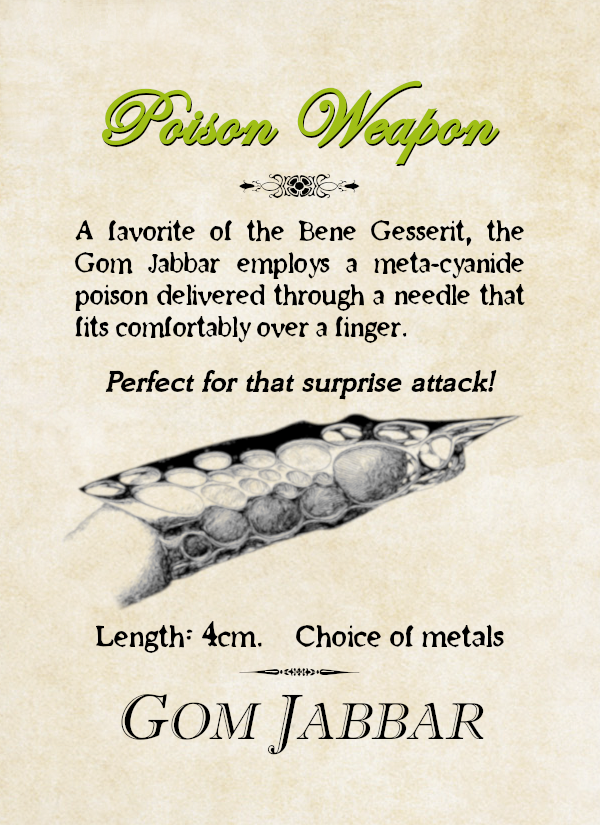 Poison Weapon
A favorite of the Bene Gesserit, the
Gom Jabbar employs a meta-cyanide
poison delivered through a needle that
fits comfortably over a finger.
Perfect for that surprise attack!
Length: 4cm. Choice of metals
GOM JABBAR